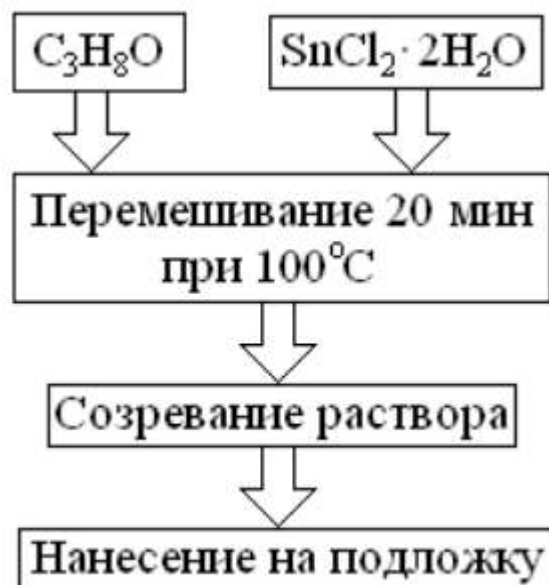 C₃H₈O
SnCl₂·2H₂O
Перемешивание 20 мин
при 100°C
Созревание раствора
Нанесение на подложку